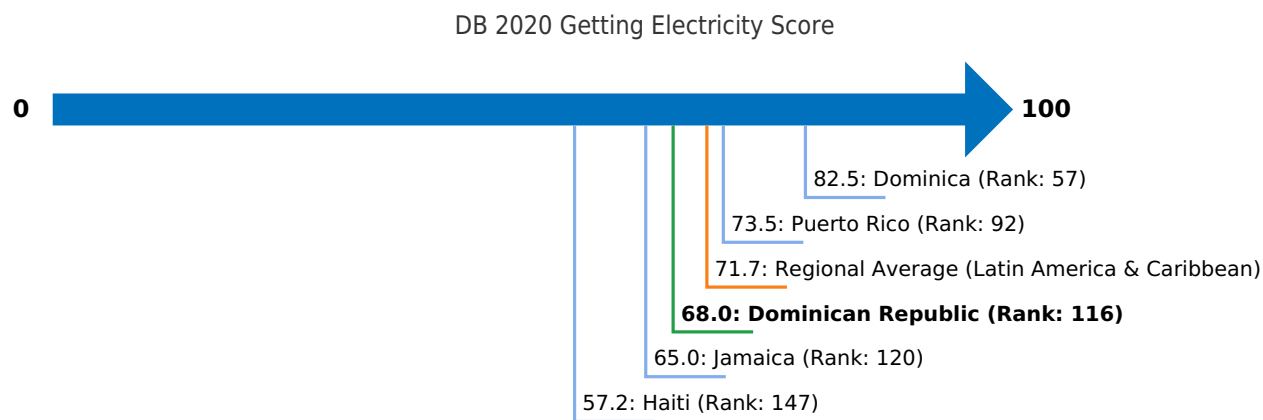 DB 2020 Getting Electricity Score
0
100
82.5: Dominica (Rank: 57)
73.5: Puerto Rico (Rank: 92)
71.7: Regional Average (Latin America & Caribbean)
68.0: Dominican Republic (Rank: 116)
65.0: Jamaica (Rank: 120)
57.2: Haiti (Rank: 147)